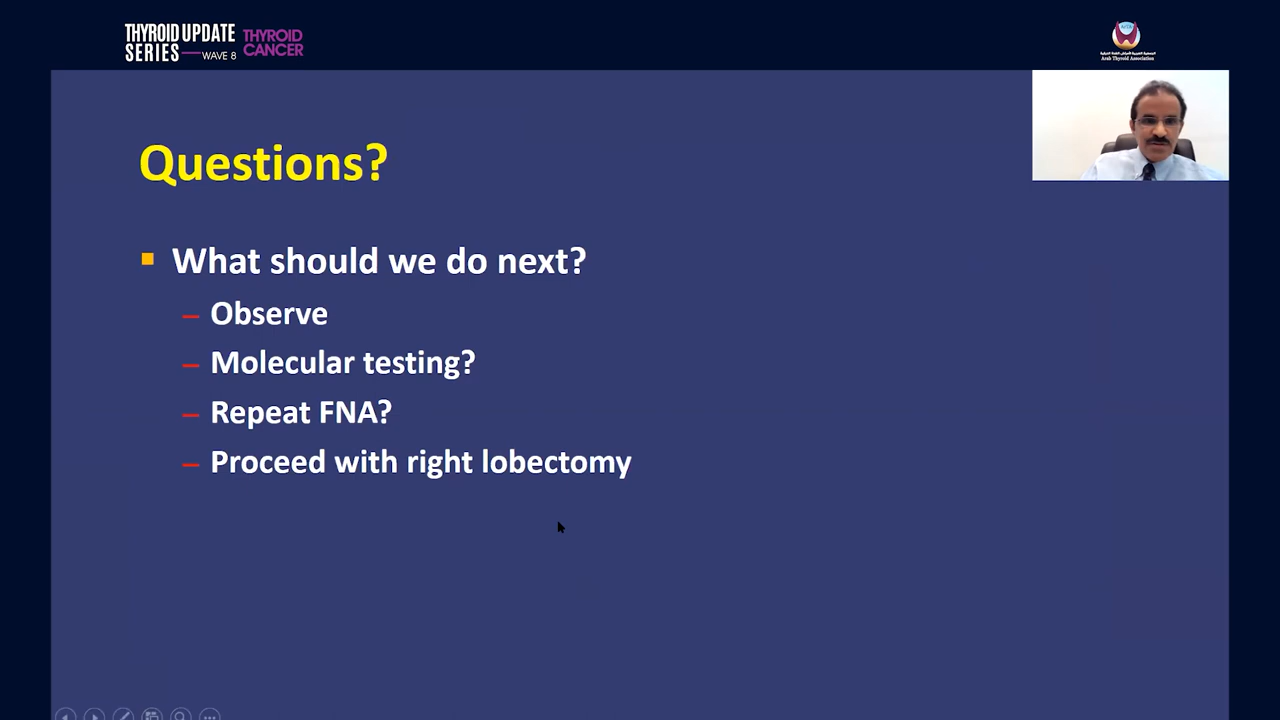 THYROID UPDATE
SERIES — WAVE 8
THYROID
CANCER
Arab Thyroid Association
Questions?
What should we do next?
– Observe
– Molecular testing?
– Repeat FNA?
– Proceed with right lobectomy